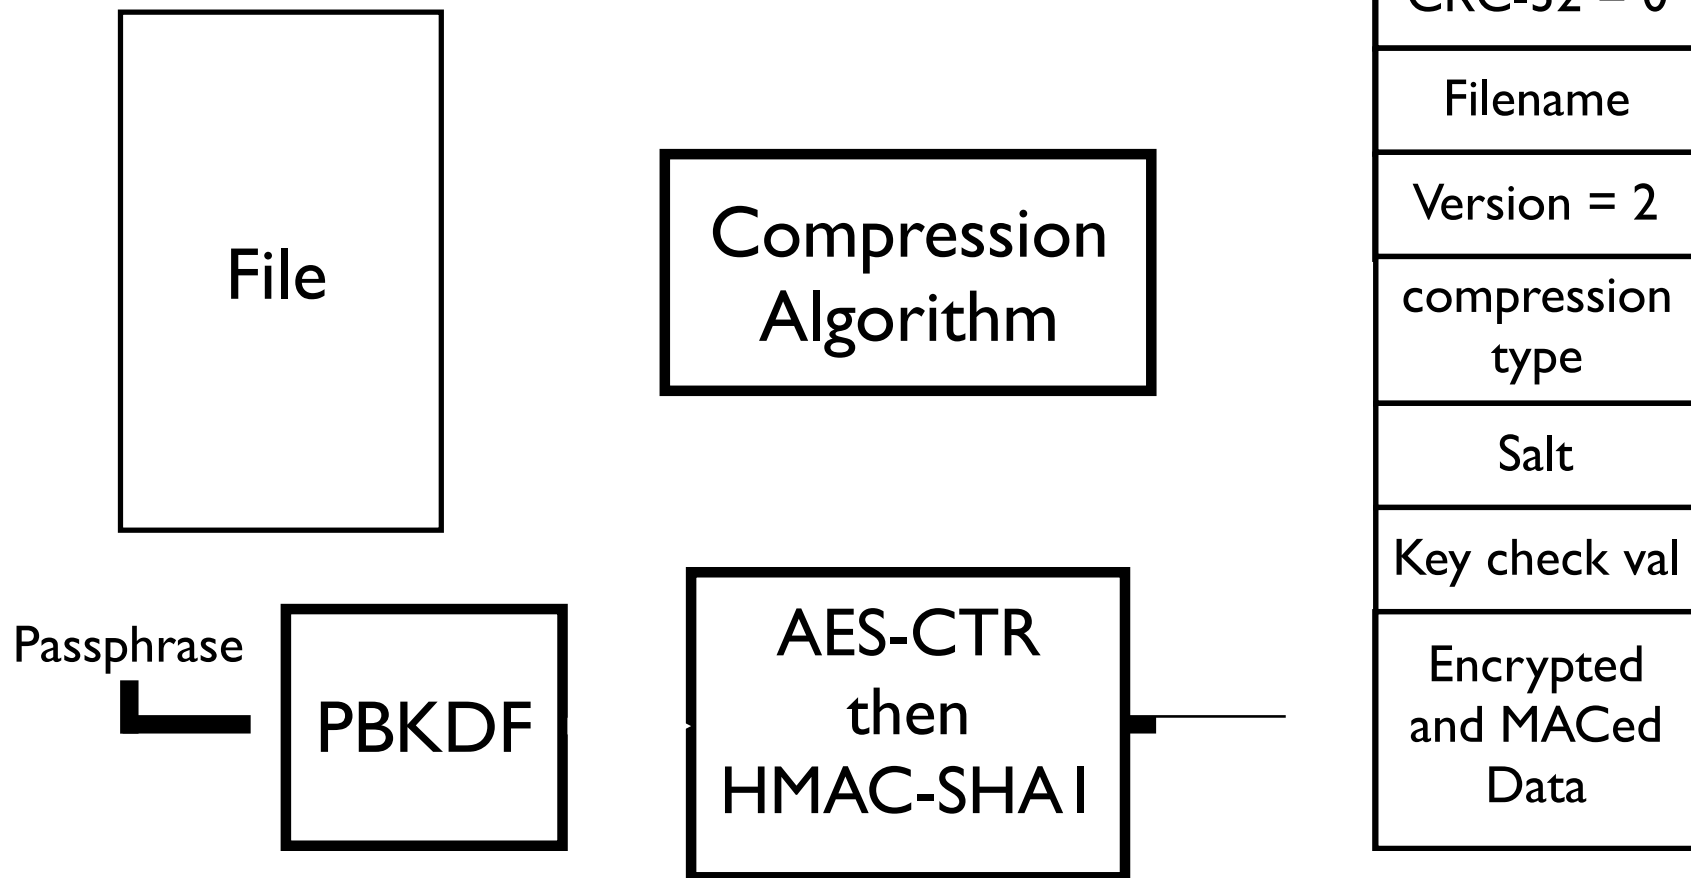 File
Compression
Algorithm
Passphrase
PBKDF
AES-CTR
then
HMAC-SHA1
Filename
Version = 2
compression
type
Salt
Key check val
Encrypted
and MACed
Data